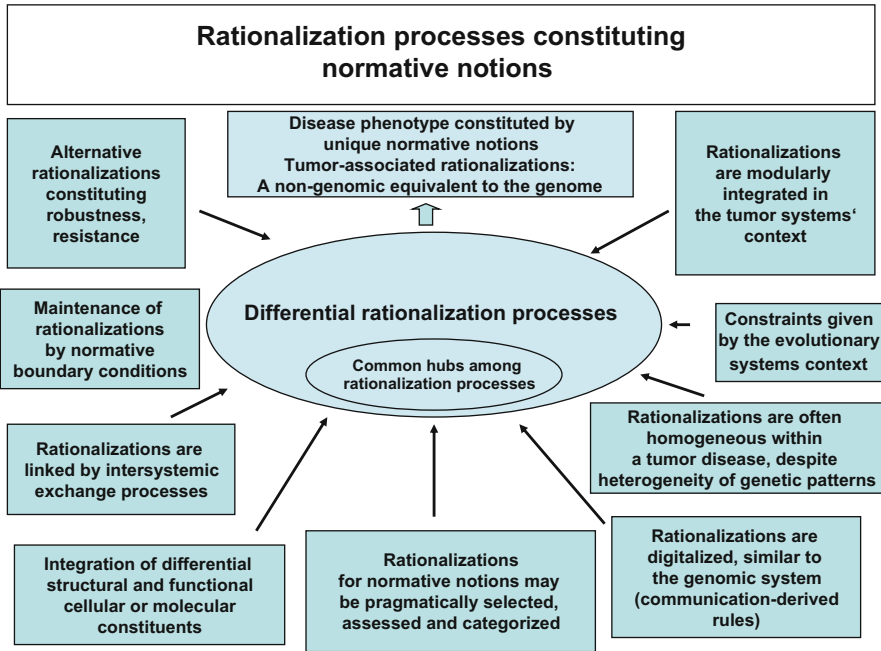 Rationalization processes constituting
normative notions
Alternative
rationalizations
constituting
robustness,
resistance
Disease phenotype constituted by
unique normative notions
Tumor-associated rationalizations:
A non-genomic equivalent to the genome
Rationalizations
are modularly
integrated in
the tumor systems‘
context
Differential rationalization processes
Common hubs among
rationalization processes
Maintenance of
rationalizations
by normative
boundary conditions
Constraints given
by the evolutionary
systems context
Rationalizations are
linked by intersystemic
exchange processes
Rationalizations are often
homogeneous within
a tumor disease, despite
heterogeneity of genetic patterns
Integration of differential
structural and functional
cellular or molecular
constituents
Rationalizations
for normative notions may
be pragmatically selected,
assessed and categorized
Rationalizations are
digitalized, similar to
the genomic system
(communication-derived
rules)